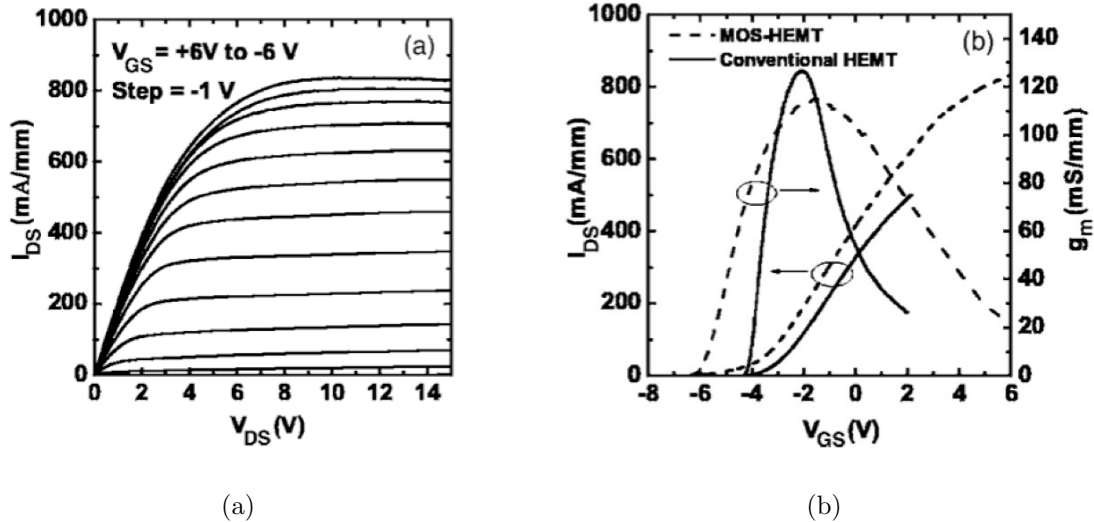 1000
800
600
400
200
0
I_DS (mA/mm)
V_GS = +6V to -6 V
Step = -1 V
(a)
0 2 4 6 8 10 12 14
V_DS (V)
(a)
1000
800
600
400
200
0
I_DS (mA/mm)
MOS-HEMT
Conventional HEMT
(b)
140
120
100
80
60
40
20
0
g_m (mS/mm)
-8 -6 -4 -2 0 2 4 6
V_GS (V)
(b)